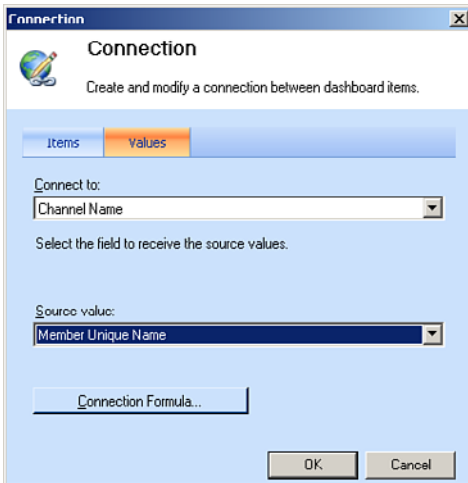 Connection
Connection
Create and modify a connection between dashboard items.
Items Values
Connect to:
Channel Name
Select the field to receive the source values.
Source value:
Member Unique Name
Connection Formula...
OK Cancel